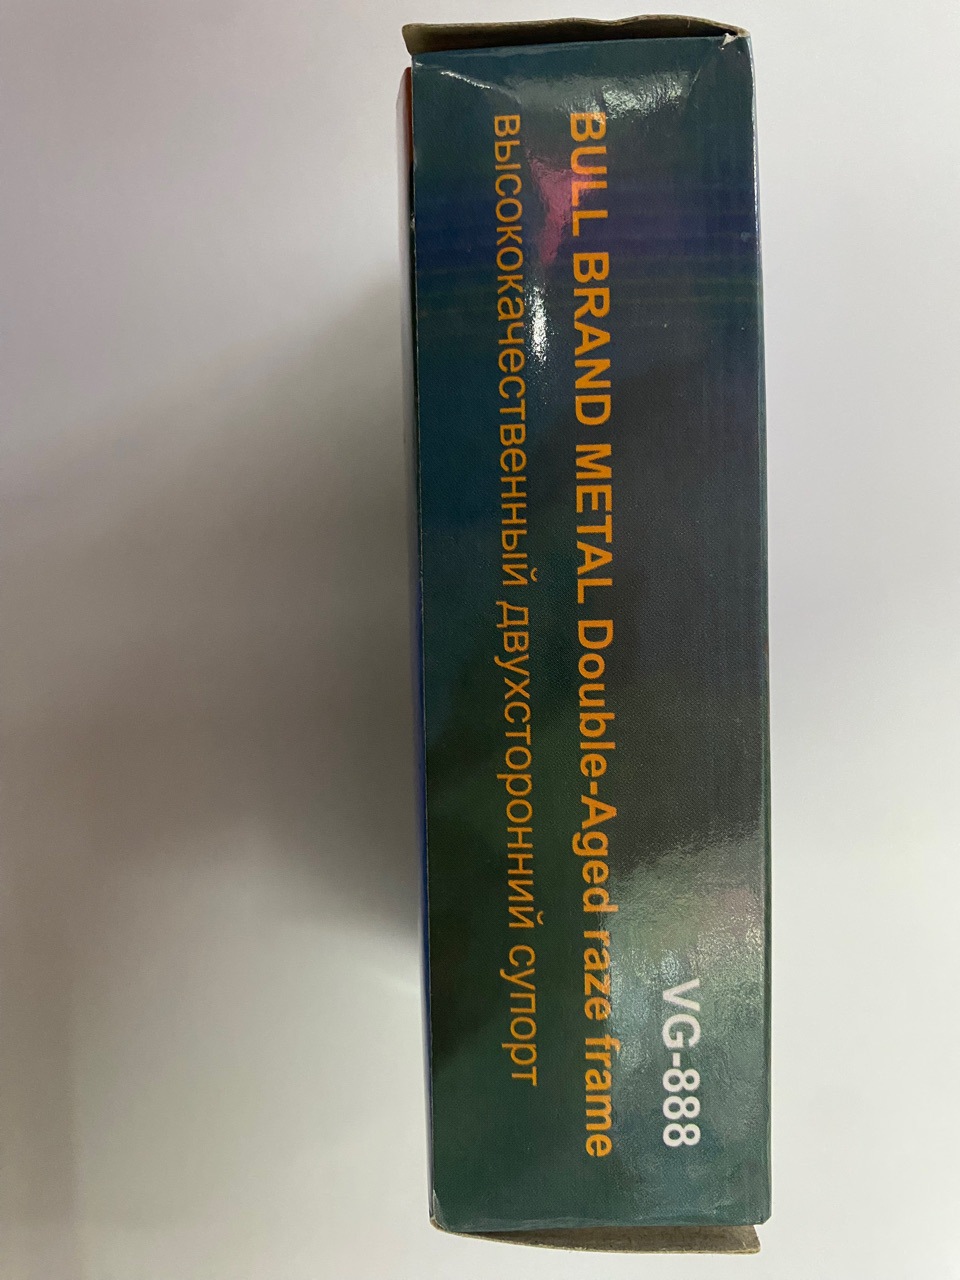 VG-888
BULL BRAND METAL Double-Aged raze frame
высококачественный двухсторонний супорт